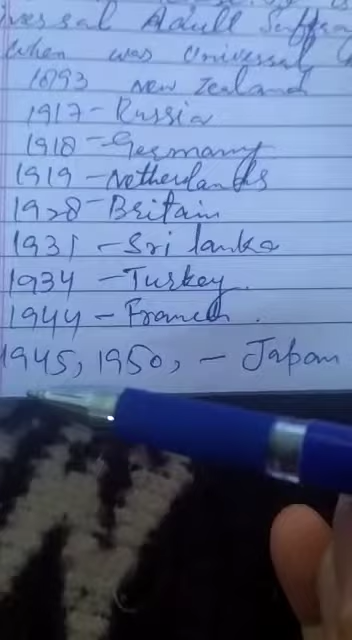 Adult Suffra
When was Universal
1893 New Zealand
1917 - Russia
1918 - Germany
1919 - Netherlands
1928 - Britain
1931 - Sri lanka
1934 - Turkey.
1944 - France.
1945, 1950, - Japan